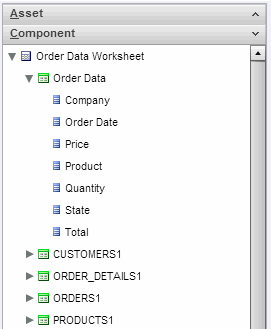 Asset
Component
Order Data Worksheet
Order Data
Company
Order Date
Price
Product
Quantity
State
Total
CUSTOMERS1
ORDER_DETAILS1
ORDERS1
PRODUCTS1